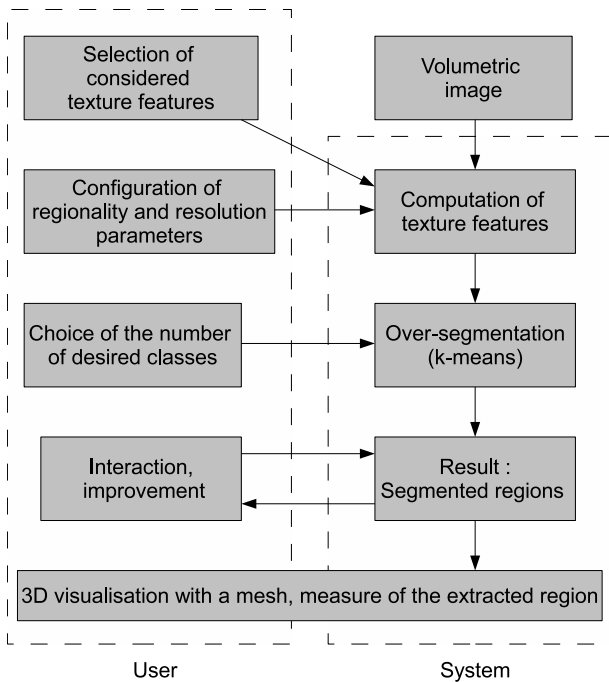 Selection of
considered
texture features
Volumetric
image
Configuration of
regionality and resolution
parameters
Computation of
texture features
Choice of the number
of desired classes
Over-segmentation
(k-means)
Interaction,
improvement
Result :
Segmented regions
3D visualisation with a mesh, measure of the extracted region
User
System